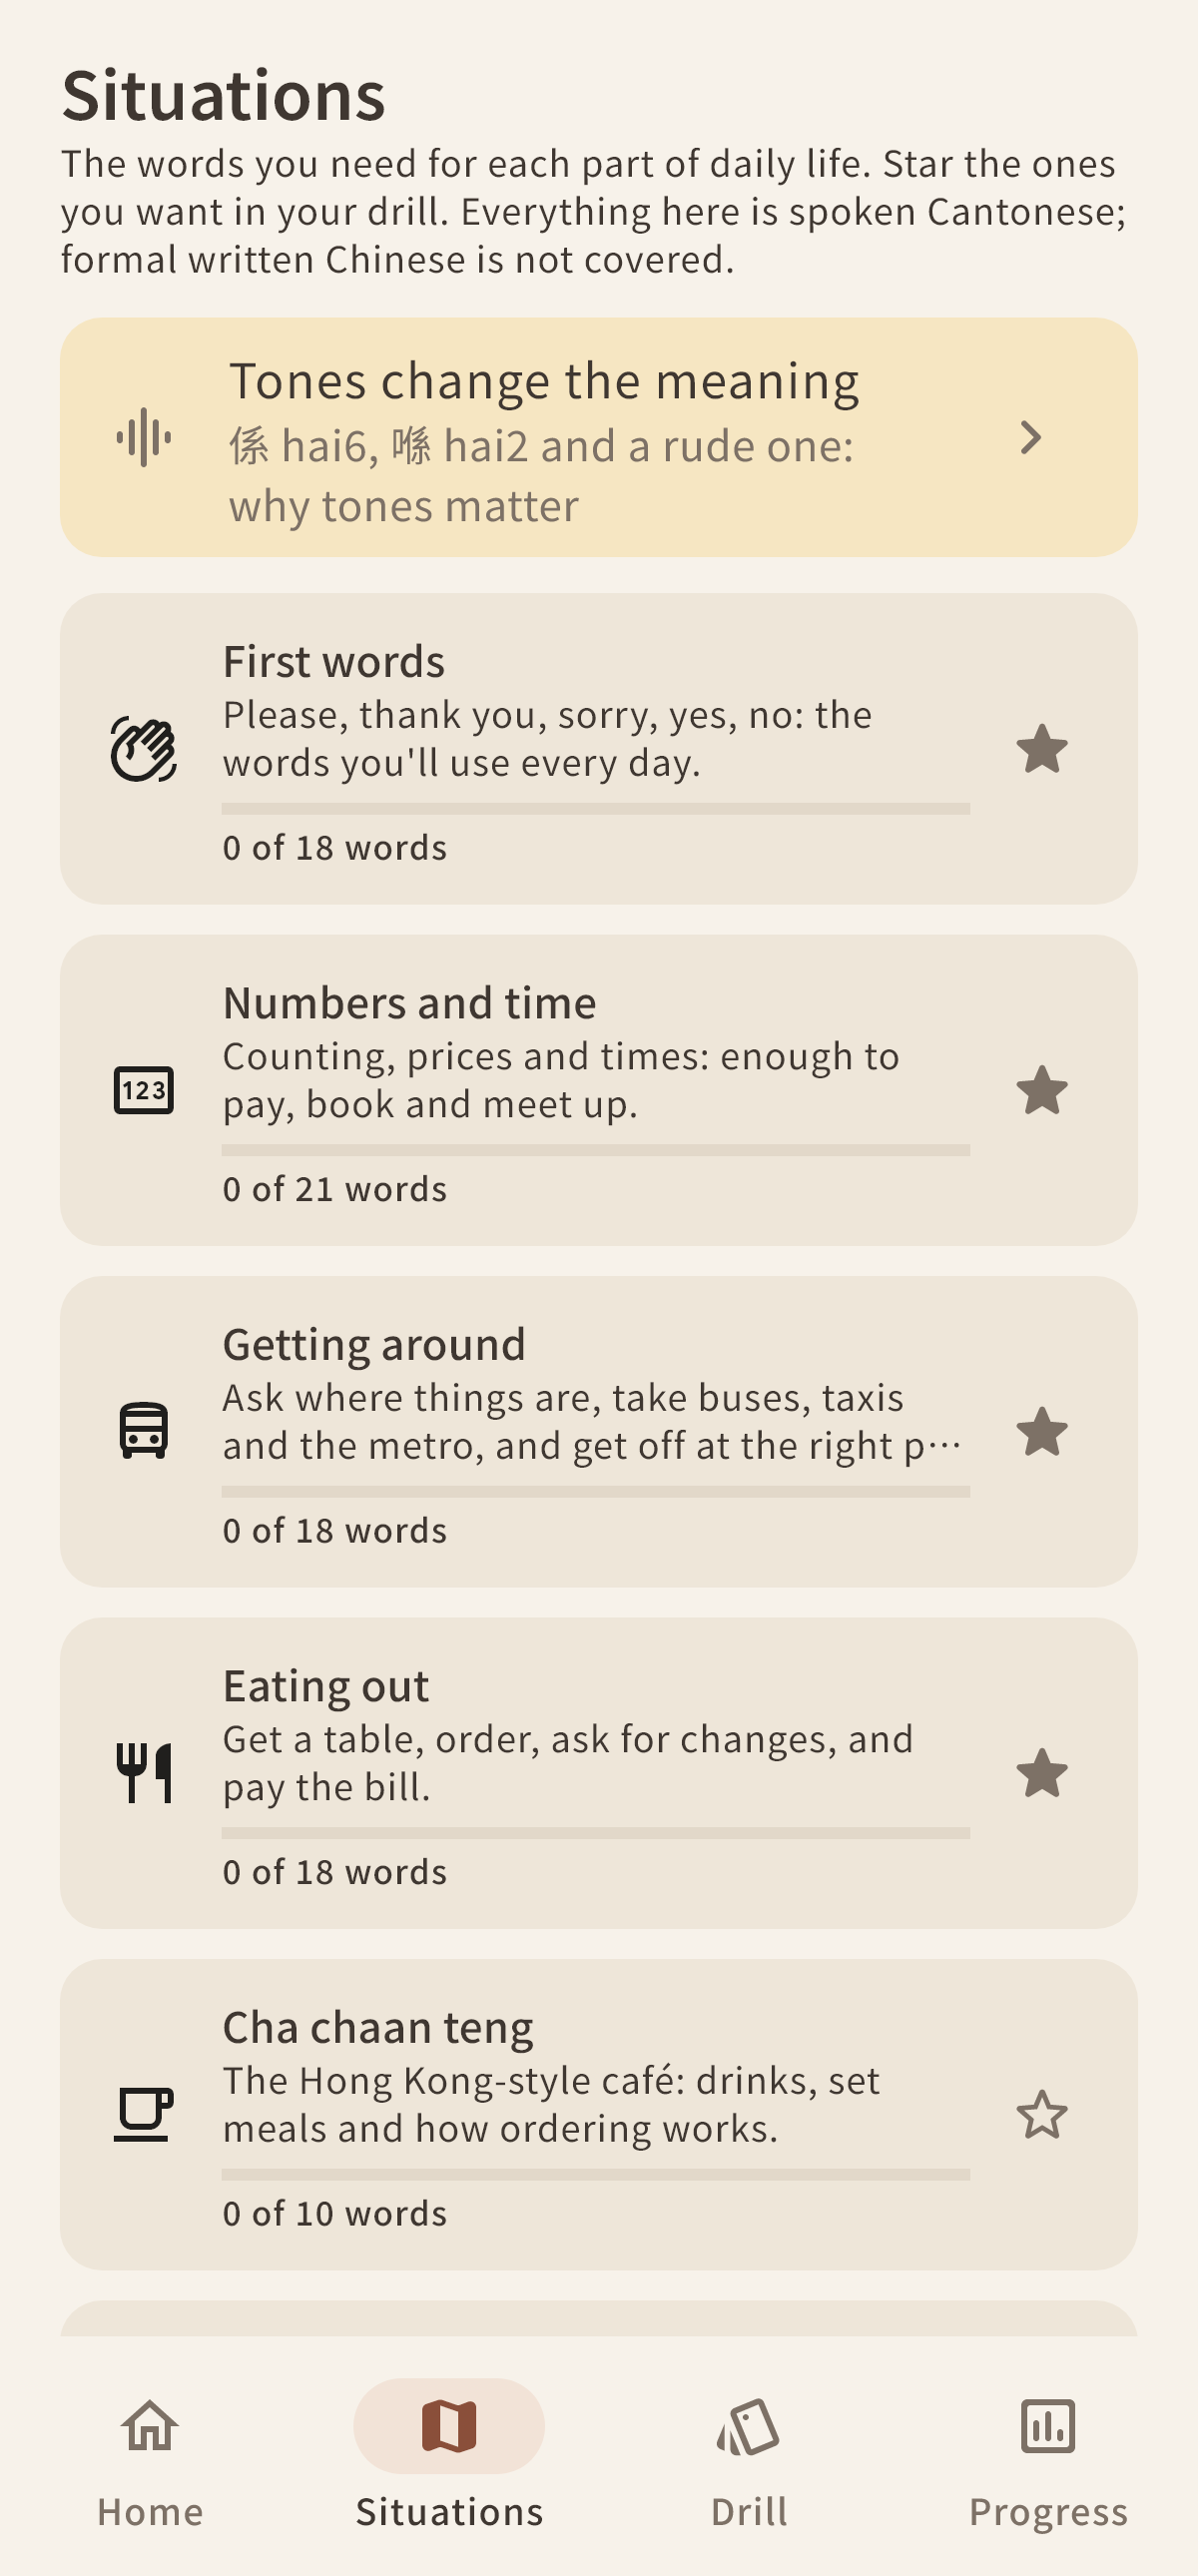 Situations
The words you need for each part of daily life. Star the ones
you want in your drill. Everything here is spoken Cantonese;
formal written Chinese is not covered.
Tones change the meaning
係 hai6, 喺 hai2 and a rude one:
why tones matter
First words
Please, thank you, sorry, yes, no: the
words you'll use every day.
0 of 18 words
123
Numbers and time
Counting, prices and times: enough to
pay, book and meet up.
0 of 21 words
Getting around
Ask where things are, take buses, taxis
and the metro, and get off at the right p…
0 of 18 words
Eating out
Get a table, order, ask for changes, and
pay the bill.
0 of 18 words
Cha chaan teng
The Hong Kong-style café: drinks, set
meals and how ordering works.
0 of 10 words
Home
Situations
Drill
Progress